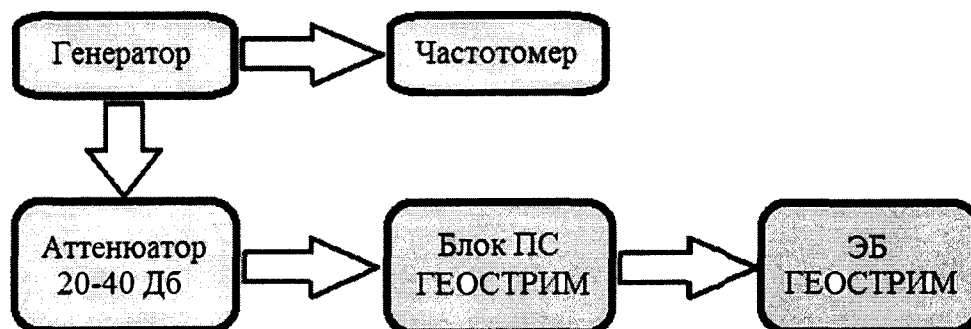 Генератор
Частотомер
Аттенюатор
20-40 Дб
Блок ПС
ГЕОСТРИМ
ЭБ
ГЕОСТРИМ